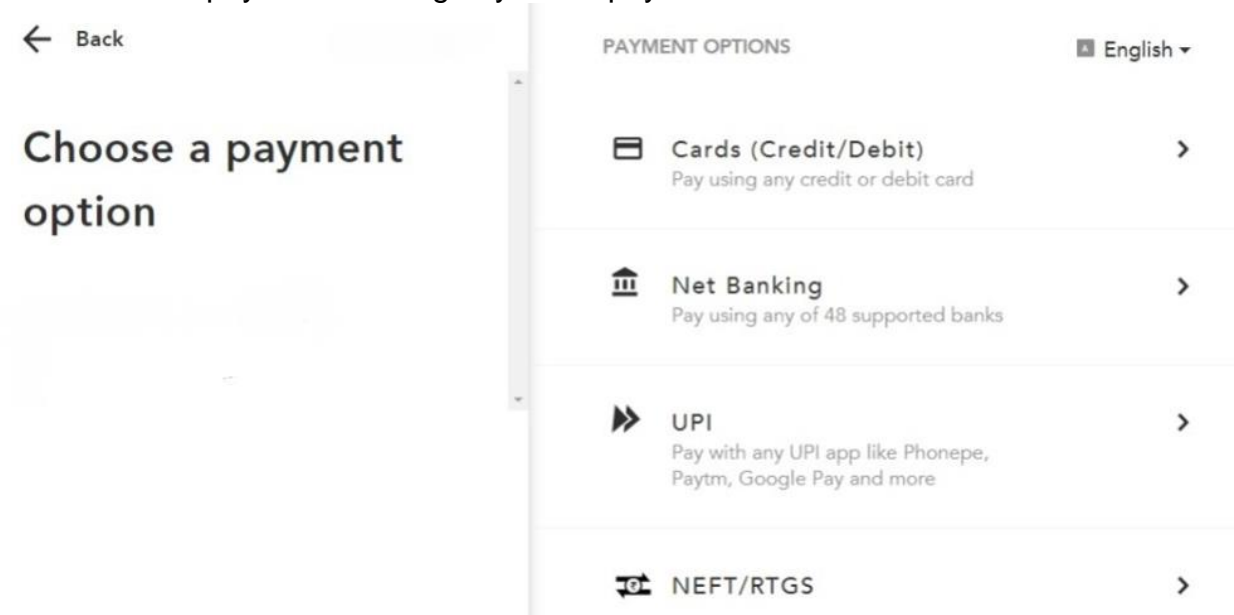 Back
Choose a payment
option
PAYMENT OPTIONS
English
Cards (Credit/Debit)
Pay using any credit or debit card
Net Banking
Pay using any of 48 supported banks
UPI
Pay with any UPI app like Phonepe,
Paytm, Google Pay and more
NEFT/RTGS